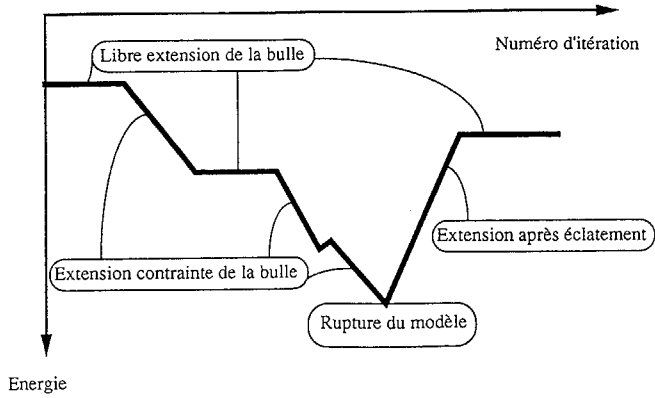 Numéro d'itération
Libre extension de la bulle
Extension après éclatement
Extension contrainte de la bulle
Rupture du modèle
Energie